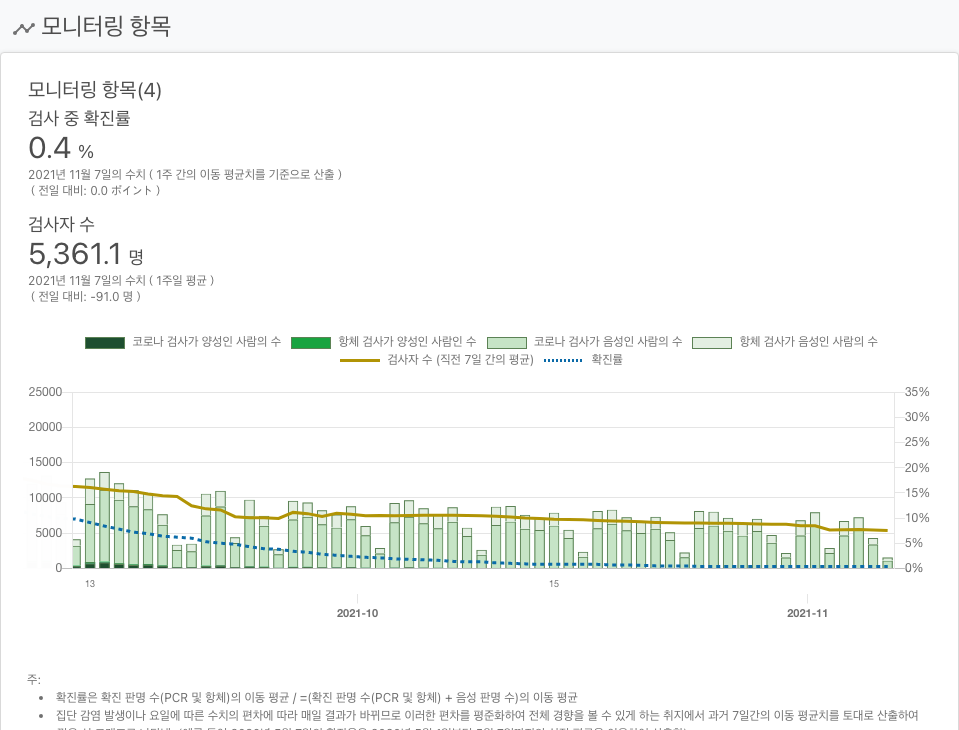 모니터링 항목
모니터링 항목(4)
검사 중 확진률
0.4 %
2021년 11월 7일의 수치 ( 1주 간의 이동 평균치를 기준으로 산출 )
( 전일 대비: 0.0 ポイント )
검사자 수
5,361.1 명
2021년 11월 7일의 수치 ( 1주일 평균 )
( 전일 대비: -91.0 명 )
코로나 검사가 양성인 사람의 수 항체 검사가 양성인 사람인 수 코로나 검사가 음성인 사람의 수 항체 검사가 음성인 사람의 수
검사자 수 (직전 7일 간의 평균) 확진률
25000 35%
30%
20000
25%
15000
20%
15%
10000
10%
5000
5%
0 0%
13 15
2021-10 2021-11
주:
• 확진률은 확진 판명 수(PCR 및 항체)의 이동 평균 / =(확진 판명 수(PCR 및 항체) + 음성 판명 수)의 이동 평균
• 집단 감염 발생이나 요일에 따른 수치의 편차에 따라 매일 결과가 바뀌므로 이러한 편차를 평준화하여 전체 경향을 볼 수 있게 하는 취지에서 과거 7일간의 이동 평균치를 토대로 산출하여